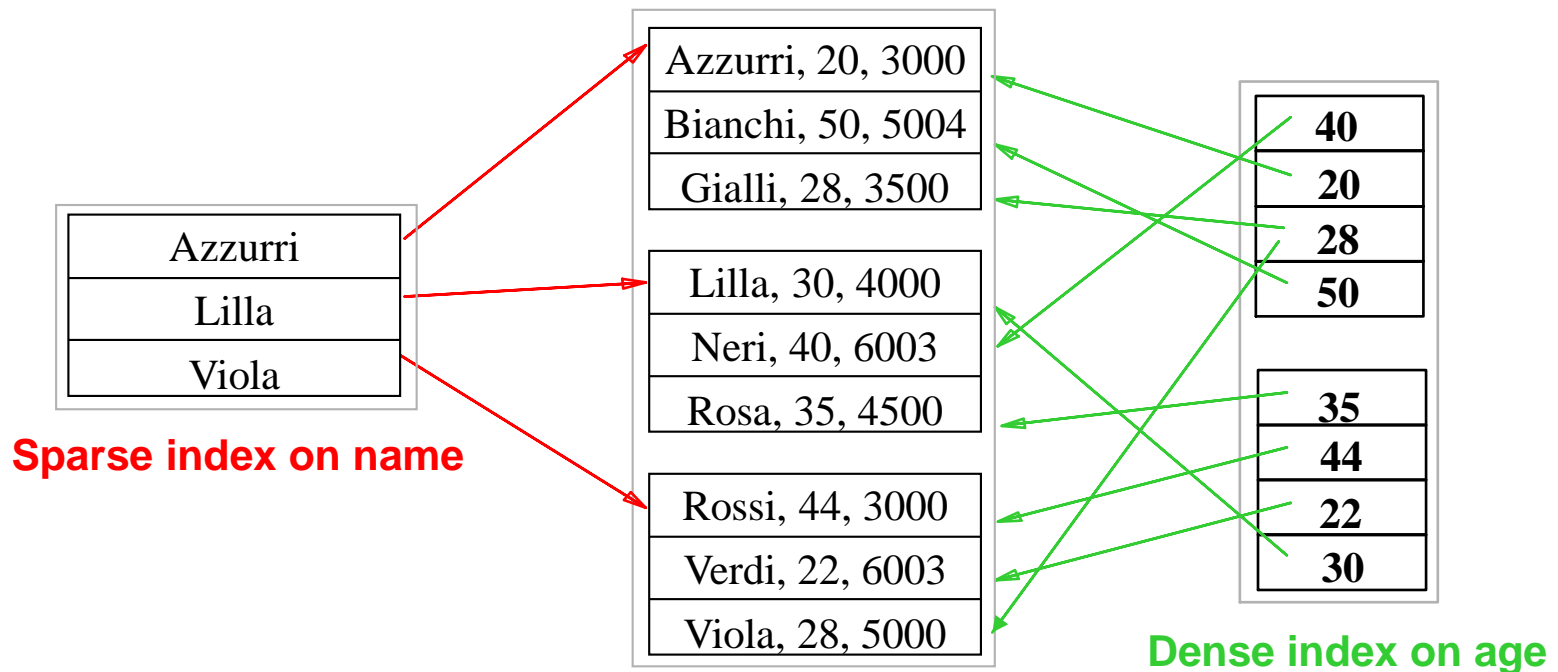 Azzurri
Lilla
Viola
Sparse index on name
Azzurri, 20, 3000
Bianchi, 50, 5004
Gialli, 28, 3500
Lilla, 30, 4000
Neri, 40, 6003
Rosa, 35, 4500
Rossi, 44, 3000
Verdi, 22, 6003
Viola, 28, 5000
40
20
28
50
35
44
22
30
Dense index on age